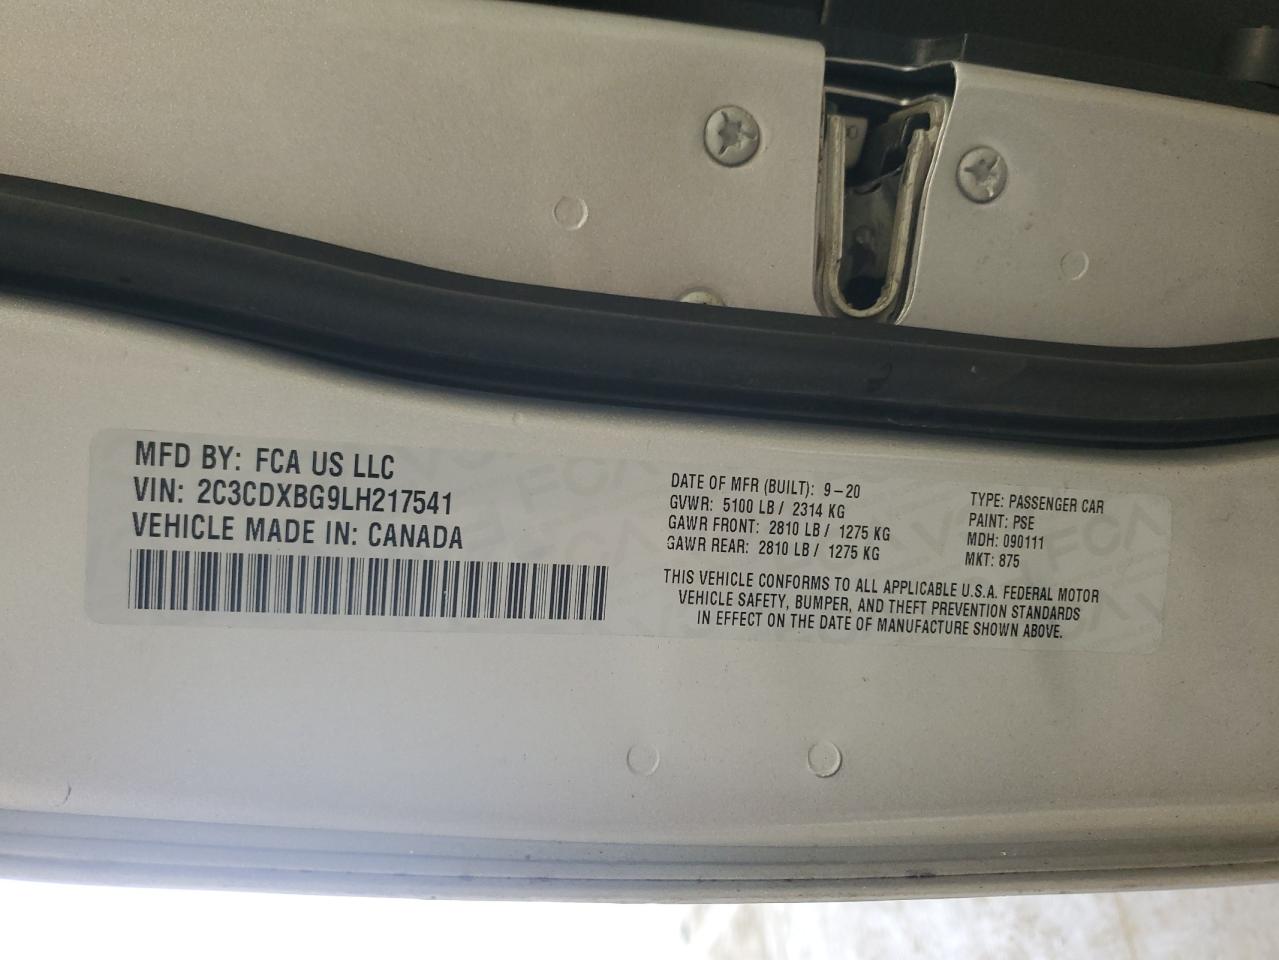 MFD BY: FCA US LLC
VIN: 2C3CDXBG9LH217541
VEHICLE MADE IN: CANADA
DATE OF MFR (BUILT): 9-20
GVWR: 5100 LB / 2314 KG
GAWR FRONT: 2810 LB / 1275 KG
GAWR REAR: 2810 LB / 1275 KG
TYPE: PASSENGER CAR
PAINT: PSE
MDH: 090111
MKT: 875
THIS VEHICLE CONFORMS TO ALL APPLICABLE U.S.A. FEDERAL MOTOR
VEHICLE SAFETY, BUMPER, AND THEFT PREVENTION STANDARDS
IN EFFECT ON THE DATE OF MANUFACTURE SHOWN ABOVE.